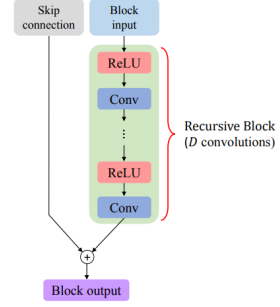 Skip
connection
Block
input
ReLU
Conv
⋮
ReLU
Conv
Recursive Block
(D convolutions)
+
Block output